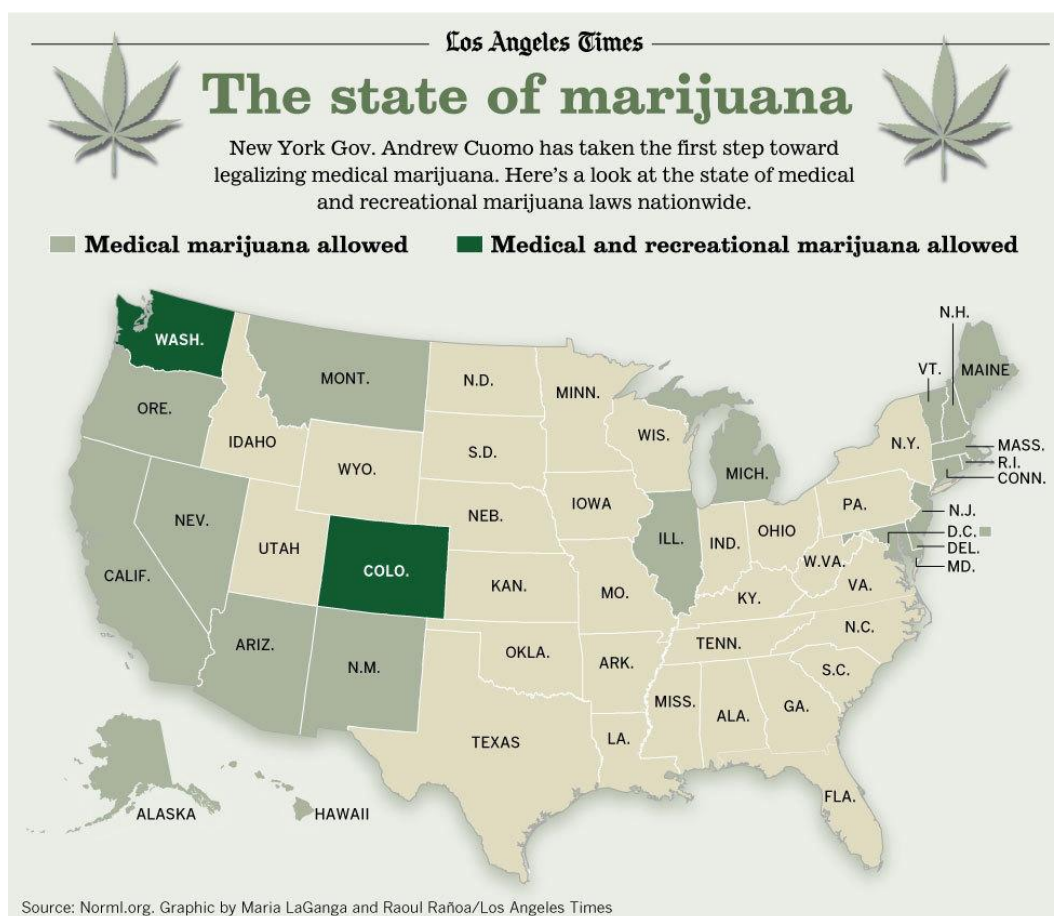 Los Angeles Times
The state of marijuana
New York Gov. Andrew Cuomo has taken the first step toward
legalizing medical marijuana. Here's a look at the state of medical
and recreational marijuana laws nationwide.
Medical marijuana allowed
Medical and recreational marijuana allowed
WASH.
MONT.
N.D.
MINN.
N.H.
VT.
MAINE
ORE.
IDAHO
WYO.
S.D.
WIS.
MICH.
N.Y.
MASS.
R.I.
CONN.
NEV.
UTAH
NEB.
IOWA
ILL.
IND.
OHIO
PA.
N.J.
D.C.
DEL.
MD.
CALIF.
COLO.
KAN.
MO.
KY.
W.VA.
VA.
ARIZ.
N.M.
OKLA.
ARK.
TENN.
N.C.
S.C.
TEXAS
LA.
MISS.
ALA.
GA.
FLA.
ALASKA
HAWAII
Source: Norml.org. Graphic by Maria LaGanga and Raoul Rañoa/Los Angeles Times